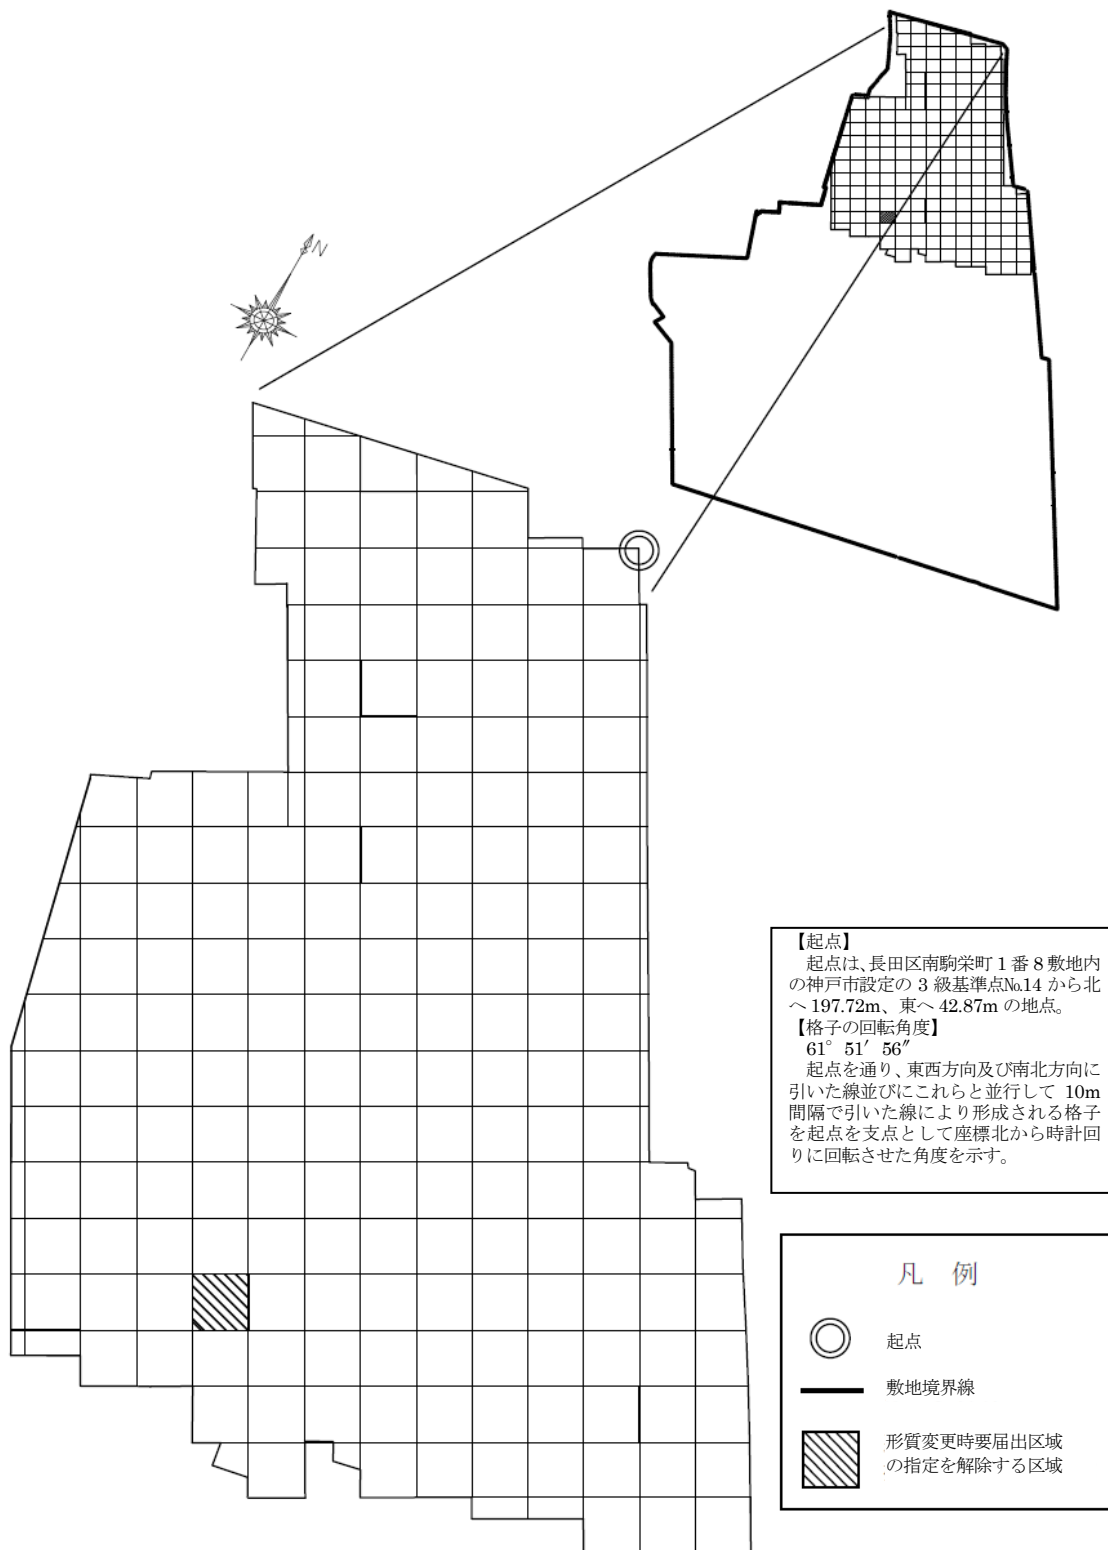 N
【起点】
起点は、長田区南駒栄町 1 番 8 敷地内
の神戸市設定の 3 級基準点№14 から北
へ 197.72m、東へ 42.87m の地点。
【格子の回転角度】
61° 51′ 56″
起点を通り、東西方向及び南北方向に
引いた線並びにこれらと並行して 10m
間隔で引いた線により形成される格子
を起点を支点として座標北から時計回
りに回転させた角度を示す。
凡 例
起点
敷地境界線
形質変更時要届出区域
の指定を解除する区域